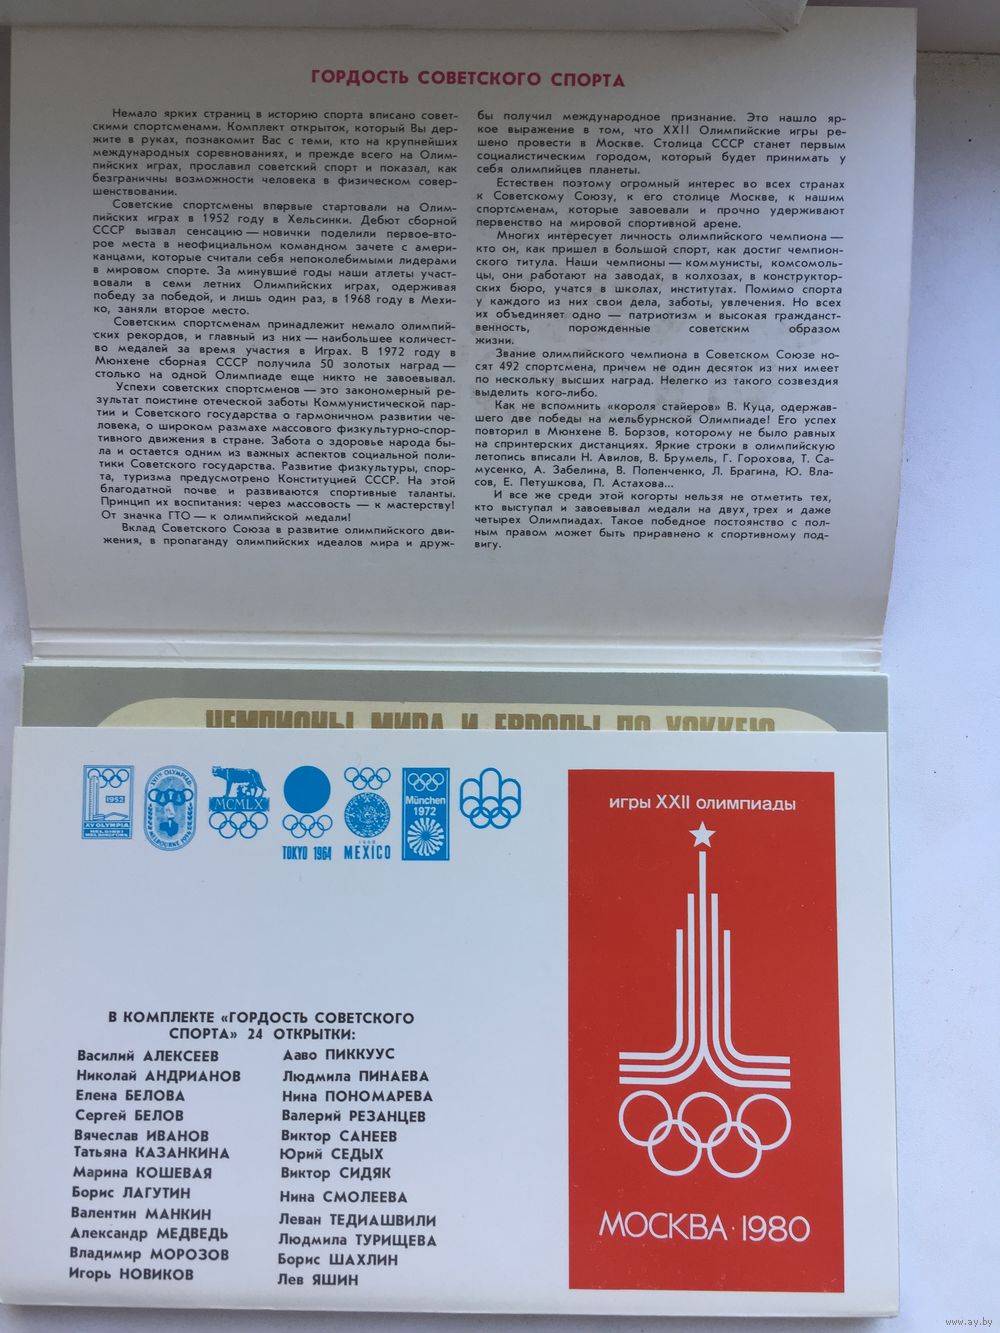 ГОРДОСТЬ СОВЕТСКОГО СПОРТА
Немало ярких страниц в историю спорта вписано совет-
скими спортсменами. Комплект открыток, который Вы дер-
жите в руках, познакомит Вас с теми, кто на крупнейших
международных соревнованиях, и прежде всего на Олим-
пийских играх, прославил советский спорт и показал, как
безграничны возможности человека в физическом совер-
шенствовании.
Советские спортсмены впервые стартовали на Олим-
пийских играх в 1952 году в Хельсинки. Дебют сборной
СССР вызвал сенсацию — новички поделили первое-вто-
рое места в неофициальном командном зачете с амери-
канцами, которые считали себя непоколебимыми лидерами
в мировом спорте. За минувшие годы наши атлеты участ-
вовали в семи летних Олимпийских играх, одерживая
победу за победой, и лишь один раз, в 1968 году в Мехи-
ко, заняли второе место.
Советским спортсменам принадлежит немало олимпий-
ских рекордов, и главный из них — наибольшее количест-
во медалей за время участия в Играх. В 1972 году в
Мюнхене сборная СССР получила 50 золотых наград —
столько на одной Олимпиаде еще никто не завоевывал.
Успехи советских спортсменов — это закономерный ре-
зультат поистине отеческой заботы Коммунистической пар-
тии и Советского государства о гармоничном развитии че-
ловека, о широком размахе массового физкультурно-спор-
тивного движения в стране. Забота о здоровье народа бы-
ла и остается одним из важных аспектов социальной поли-
тики Советского государства. Развитие физкультуры, спор-
та, туризма предусмотрено Конституцией СССР. На этой
благодатной почве и развиваются спортивные таланты.
Принцип их воспитания: через массовость — к мастерству!
От значка ГТО — к олимпийской медали!
Вклад Советского Союза в развитие олимпийского дви-
жения, в пропаганду олимпийских идеалов мира и друж-
бы получил международное признание. Это нашло яр-
кое выражение в том, что XXII Олимпийские игры ре-
шено провести в Москве. Столица СССР станет первым
социалистическим городом, который будет принимать у
себя олимпийцев планеты.
Естествен поэтому огромный интерес во всех странах
к Советскому Союзу, к его столице Москве, к нашим
спортсменам, которые завоевали и прочно удерживают
первенство на мировой спортивной арене.
Многих интересует личность олимпийского чемпиона —
кто он, как пришел в большой спорт, как достиг чемпион-
ского титула. Наши чемпионы — коммунисты, комсомоль-
цы, они работают на заводах, в колхозах, в конструктор-
ских бюро, учатся в школах, институтах. Помимо спорта
у каждого из них свои дела, заботы, увлечения. Но всех
их объединяет одно — патриотизм и высокая гражданст-
венность, порожденные советским образом
жизни.
Звание олимпийского чемпиона в Советском Союзе но-
сят 492 спортсмена, причем не один десяток из них имеет
по нескольку высших наград. Нелегко из такого созвездия
выделить кого-либо.
Как не вспомнить «короля стайеров» В. Куца, одержав-
шего две победы на мельбурнской Олимпиаде! Его успех
повторил в Мюнхене В. Борзов, которому не было равных
на спринтерских дистанциях. Яркие строки в олимпийскую
летопись вписали Н. Авилов, В. Брумель, Г. Горохова, Т. Са-
мусенко, А. Забелина, В. Попенченко, Л. Брагина, Ю. Вла-
сов, Е. Петушкова, П. Астахова...
И все же среди этой когорты нельзя не отметить тех,
кто выступал и завоевывал медали на двух, трех и даже
четырех Олимпиадах. Такое победное постоянство с пол-
ным правом может быть приравнено к спортивному под-
вигу.
ЧЕМПИОНЫ МИРА И ЕВРОПЫ ПО ХОККЕЮ
1952
XV OLYMPIA
HELSINKI
HELSINGFORS
XVITH OLYMPIAD
MELBOURNE 1956
MCMLX
TOKYO 1964
1968
MEXICO
München
1972
игры XXII олимпиады
МОСКВА·1980
В КОМПЛЕКТЕ «ГОРДОСТЬ СОВЕТСКОГО
СПОРТА» 24 ОТКРЫТКИ:
Василий АЛЕКСЕЕВ
Николай АНДРИАНОВ
Елена БЕЛОВА
Сергей БЕЛОВ
Вячеслав ИВАНОВ
Татьяна КАЗАНКИНА
Марина КОШЕВАЯ
Борис ЛАГУТИН
Валентин МАНКИН
Александр МЕДВЕДЬ
Владимир МОРОЗОВ
Игорь НОВИКОВ
Ааво ПИККУУС
Людмила ПИНАЕВА
Нина ПОНОМАРЕВА
Валерий РЕЗАНЦЕВ
Виктор САНЕЕВ
Юрий СЕДЫХ
Виктор СИДЯК
Нина СМОЛЕЕВА
Леван ТЕДИАШВИЛИ
Людмила ТУРИЩЕВА
Борис ШАХЛИН
Лев ЯШИН
www.ay.by